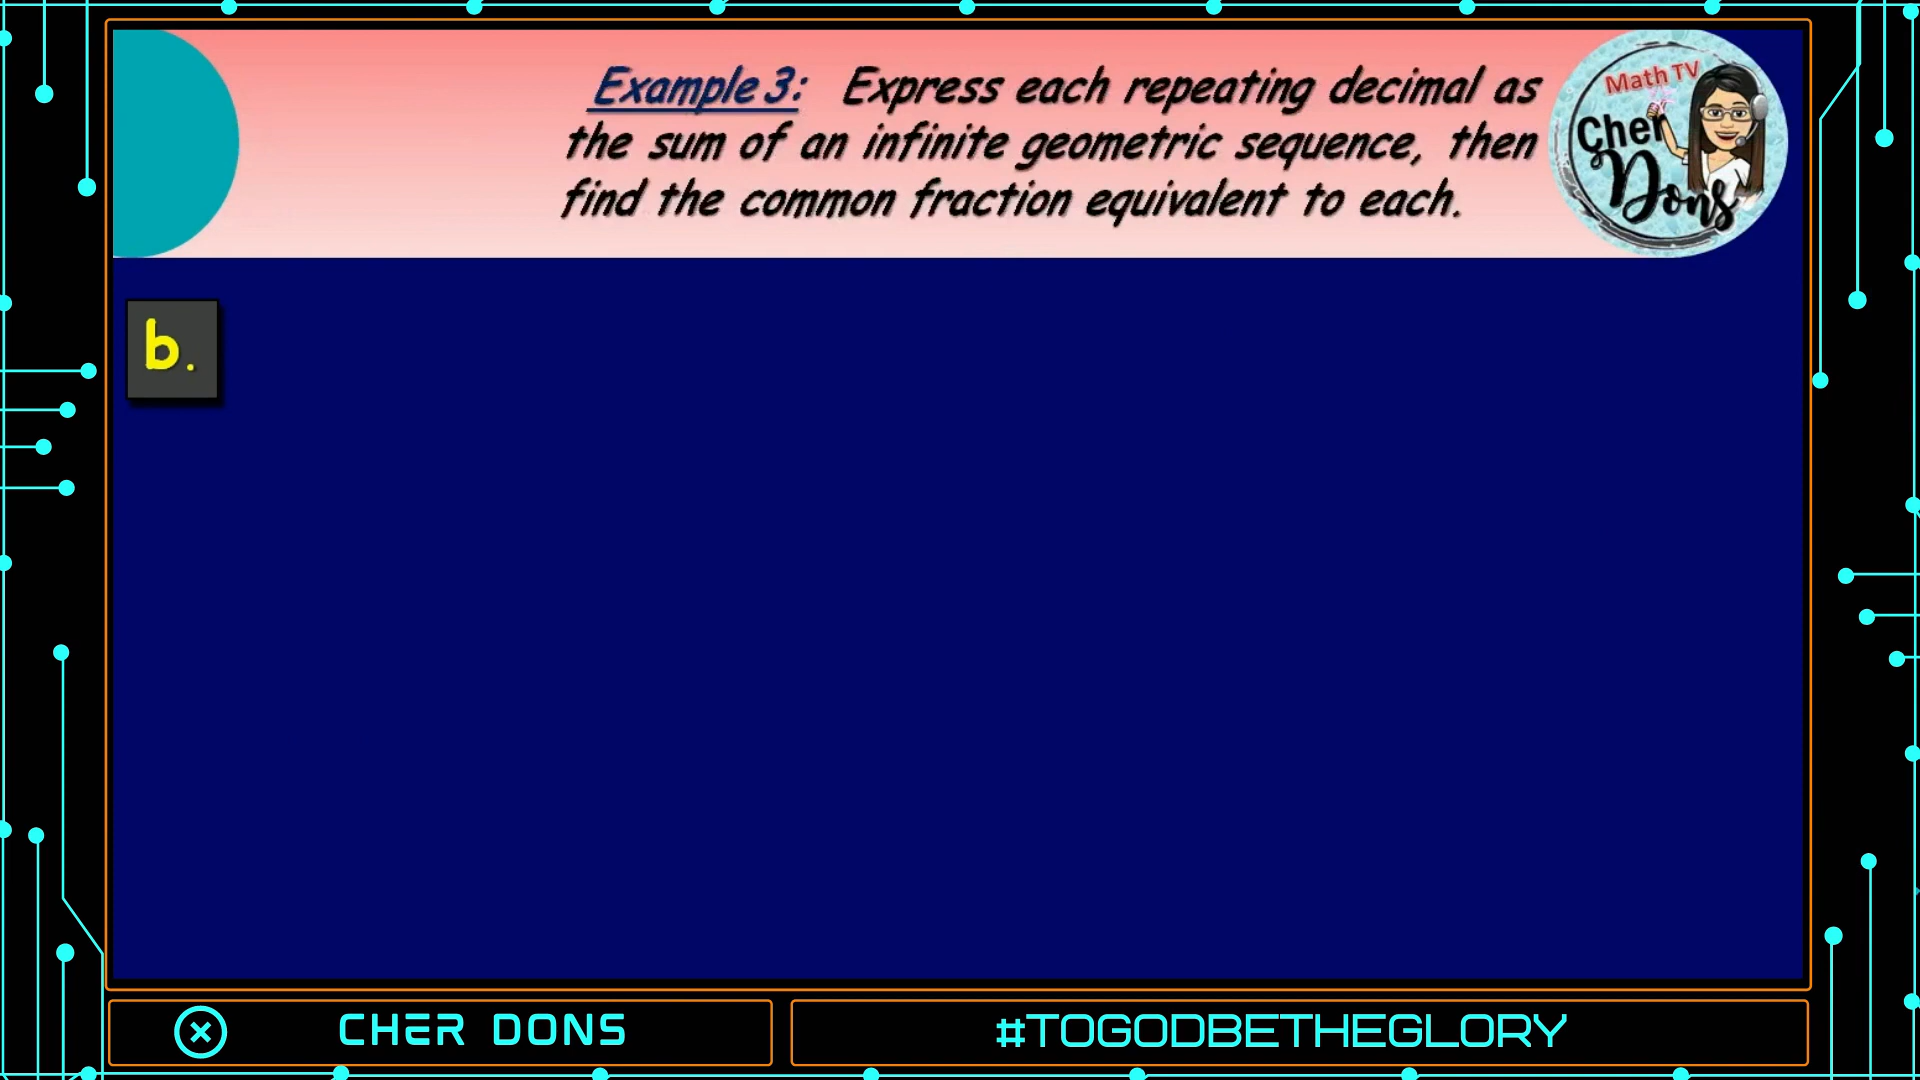 Example 3: Express each repeating decimal as
the sum of an infinite geometric sequence, then
find the common fraction equivalent to each.
Math TV
Cher
Dons
b.
CHER DONS
#TOGODBETHEGLORY